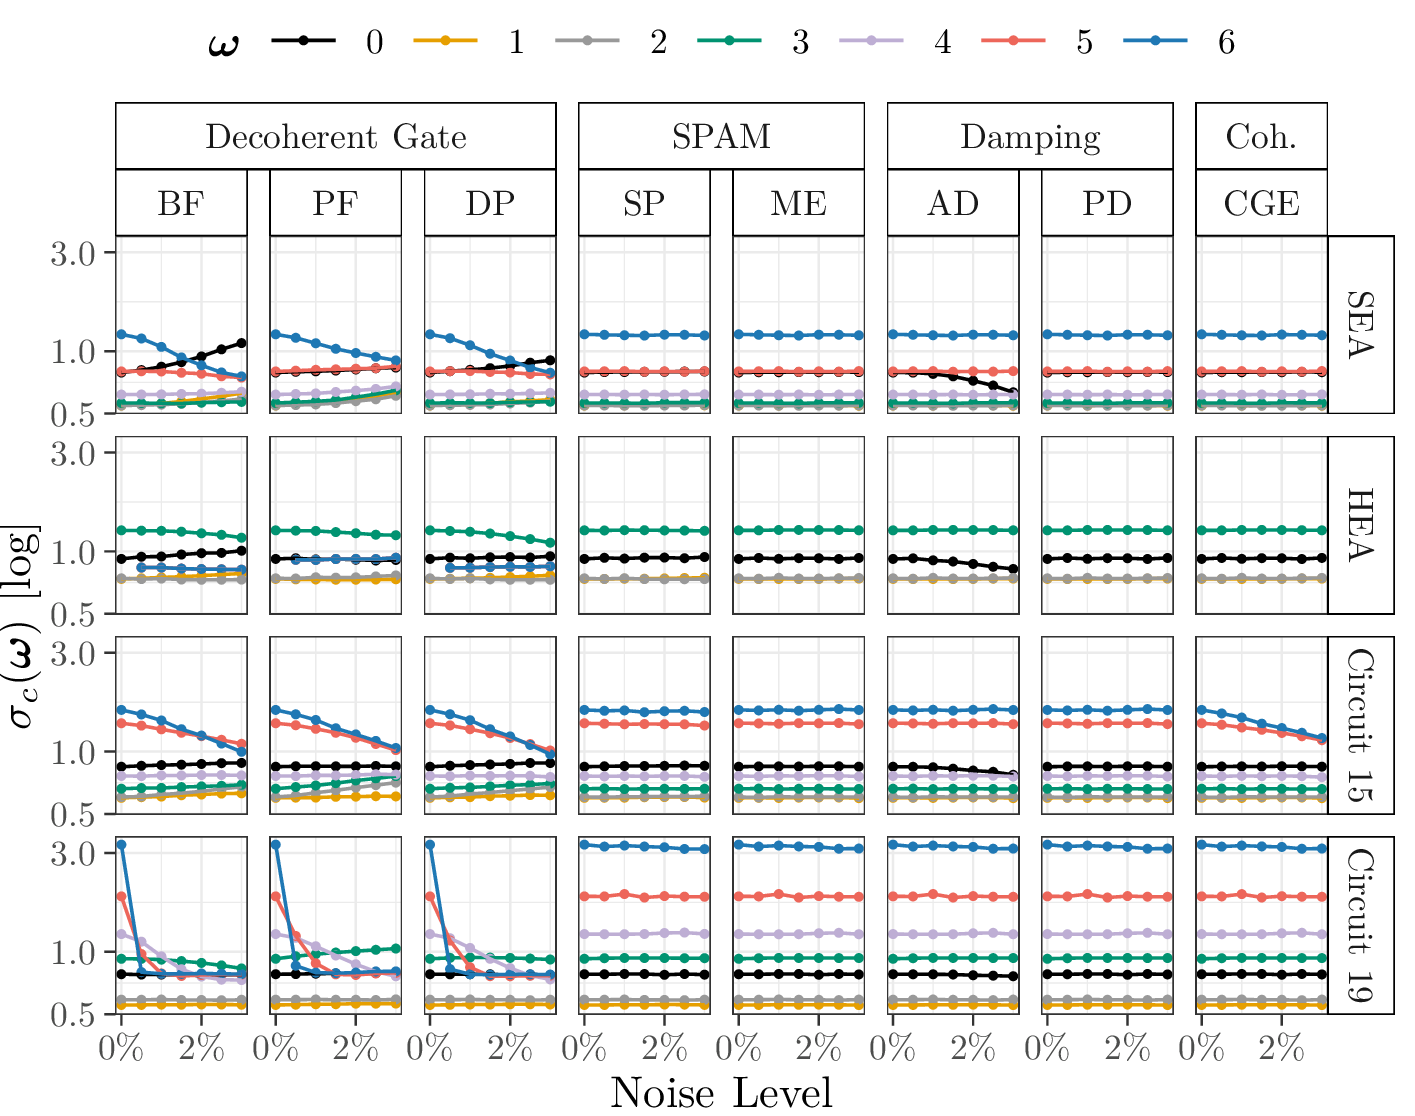 ω 0 1 2 3 4 5 6
Decoherent Gate SPAM Damping Coh.
BF PF DP SP ME AD PD CGE
3.0
1.0
0.5
SEA
3.0
1.0
0.5
HEA
3.0
1.0
0.5
Circuit 15
3.0
1.0
0.5
Circuit 19
σc(ω) [log]
0% 2% 0% 2% 0% 2% 0% 2% 0% 2% 0% 2% 0% 2% 0% 2%
Noise Level